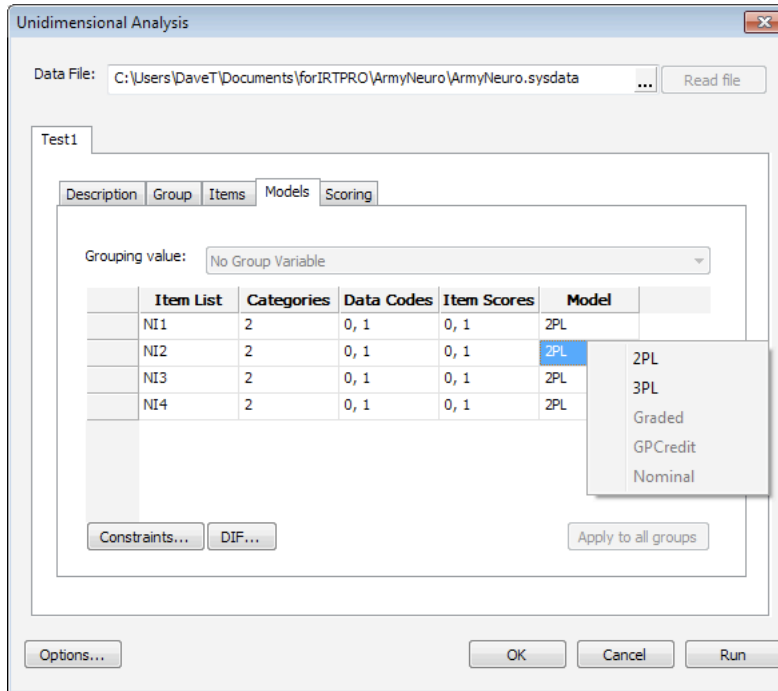 Unidimensional Analysis
Data File: C:\Users\DaveT\Documents\forIRTPRO\ArmyNeuro\ArmyNeuro.sysdata ... Read file
Test1
Description Group Items Models Scoring
Grouping value: No Group Variable
Item List Categories Data Codes Item Scores Model
NI1 2 0, 1 0, 1 2PL
NI2 2 0, 1 0, 1 2PL
NI3 2 0, 1 0, 1 2PL
NI4 2 0, 1 0, 1 2PL
2PL
3PL
Graded
GPCredit
Nominal
Constraints... DIF... Apply to all groups
Options... OK Cancel Run